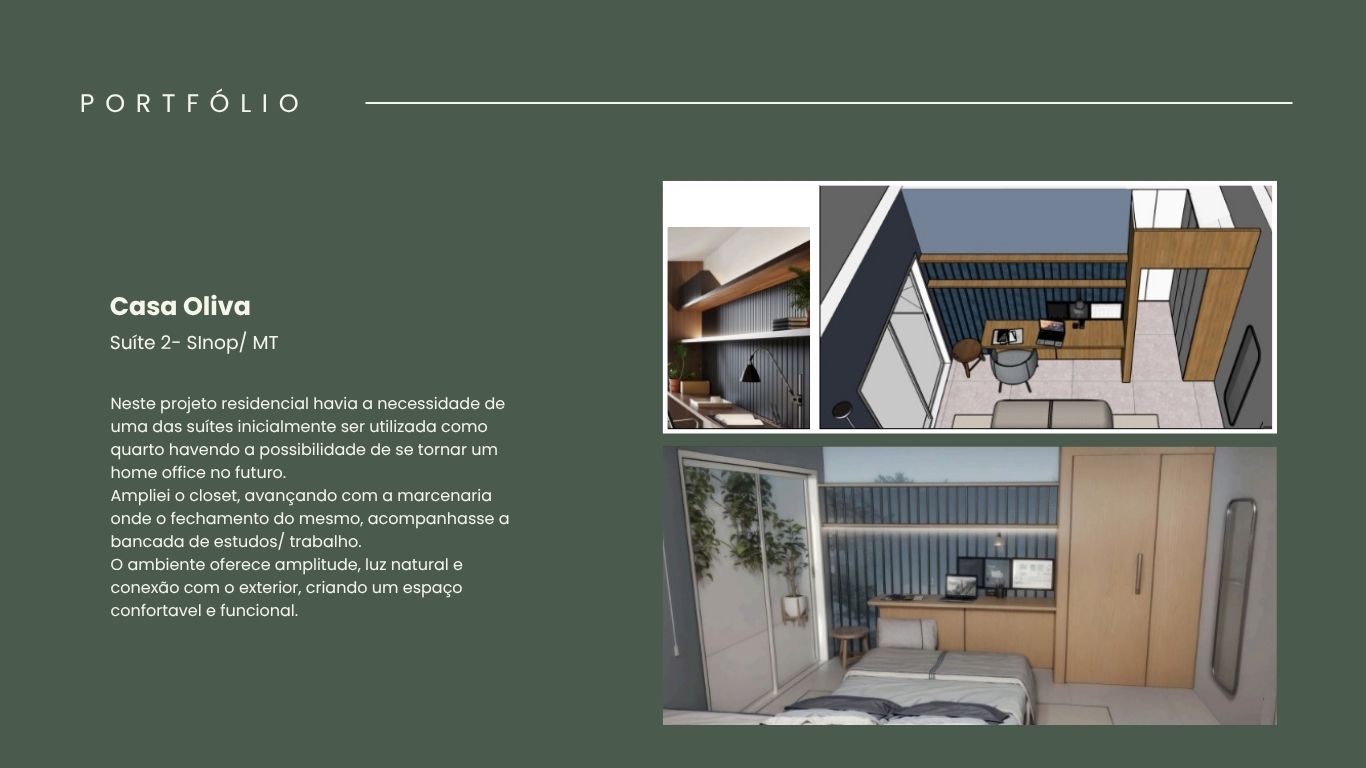 PORTFÓLIO
Casa Oliva
Suíte 2- SInop/ MT
Neste projeto residencial havia a necessidade de
uma das suítes inicialmente ser utilizada como
quarto havendo a possibilidade de se tornar um
home office no futuro.
Ampliei o closet, avançando com a marcenaria
onde o fechamento do mesmo, acompanhasse a
bancada de estudos/ trabalho.
O ambiente oferece amplitude, luz natural e
conexão com o exterior, criando um espaço
confortavel e funcional.